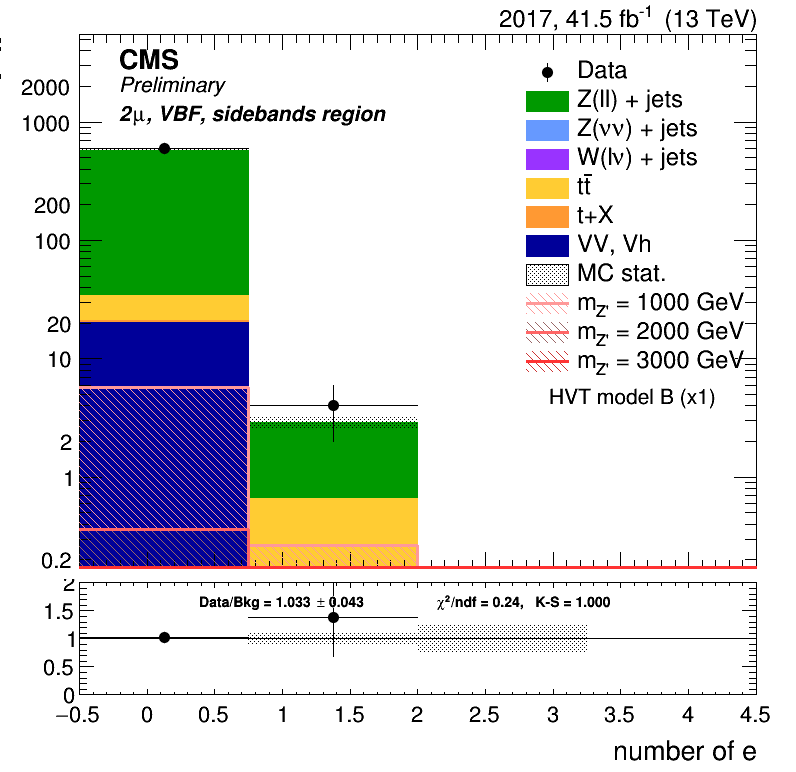 2017, 41.5 fb⁻¹ (13 TeV)
CMS
Preliminary
2μ, VBF, sidebands region
Data
Z(ll) + jets
Z(νν) + jets
W(lν) + jets
tt̄
t+X
VV, Vh
MC stat.
m_Z' = 1000 GeV
m_Z' = 2000 GeV
m_Z' = 3000 GeV
HVT model B (x1)
2000
1000
200
100
20
10
2
1
0.2
Data/Bkg = 1.033 ± 0.043 χ²/ndf = 0.24, K-S = 1.000
2
1.5
1
0.5
0
−0.5 0 0.5 1 1.5 2 2.5 3 3.5 4 4.5
number of e